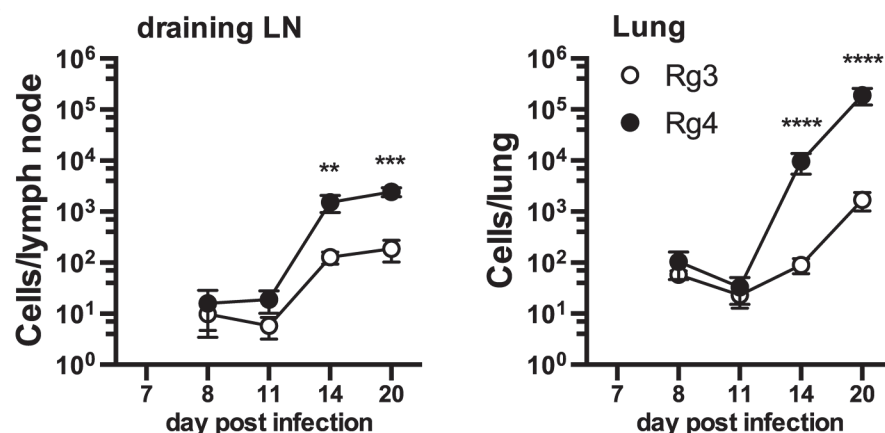 draining LN
Cells/lymph node
10^6
10^5
10^4
10^3
10^2
10^1
10^0
** ***
7 8 11 14 20
day post infection
Lung
Cells/lung
10^6
10^5
10^4
10^3
10^2
10^1
10^0
Rg3
Rg4
****
****
7 8 11 14 20
day post infection